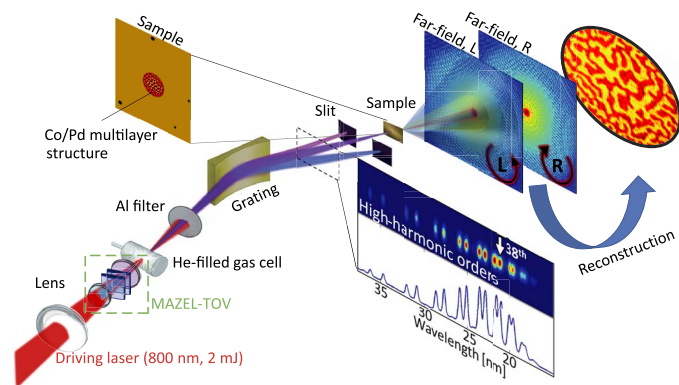 Sample
Co/Pd multilayer
structure
Slit
Sample
Far-field, L
Far-field, R
L
R
Grating
Al filter
He-filled gas cell
Lens
MAZEL-TOV
Driving laser (800 nm, 2 mJ)
High-harmonic orders
38th
35
30
25
20
Wavelength [nm]
Reconstruction